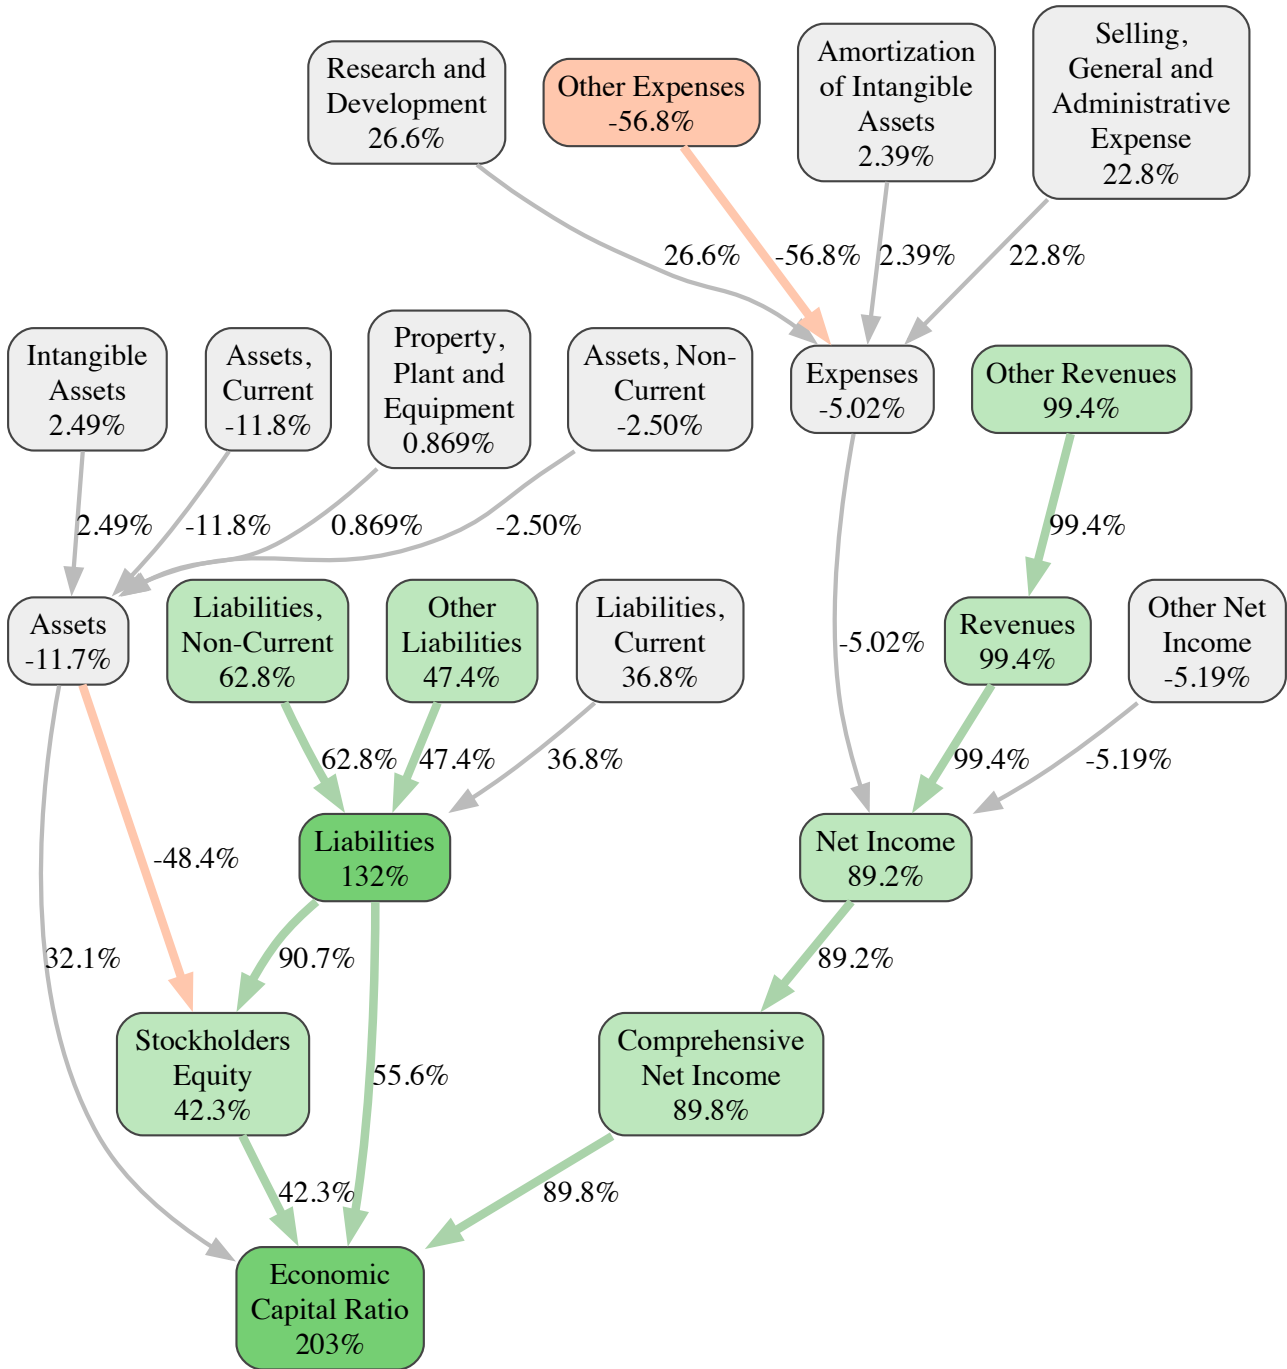 Research and
Development
26.6%
Other Expenses
-56.8%
Amortization
of Intangible
Assets
2.39%
Selling,
General and
Administrative
Expense
22.8%
26.6%
-56.8%
2.39%
22.8%
Intangible
Assets
2.49%
Assets,
Current
-11.8%
Property,
Plant and
Equipment
0.869%
Assets, Non-
Current
-2.50%
Expenses
-5.02%
Other Revenues
99.4%
2.49%
-11.8%
0.869%
-2.50%
99.4%
Assets
-11.7%
Liabilities,
Non-Current
62.8%
Other
Liabilities
47.4%
Liabilities,
Current
36.8%
-5.02%
Revenues
99.4%
Other Net
Income
-5.19%
62.8%
47.4%
36.8%
99.4%
-5.19%
-48.4%
Liabilities
132%
Net Income
89.2%
32.1%
90.7%
89.2%
Stockholders
Equity
42.3%
55.6%
Comprehensive
Net Income
89.8%
42.3%
89.8%
Economic
Capital Ratio
203%